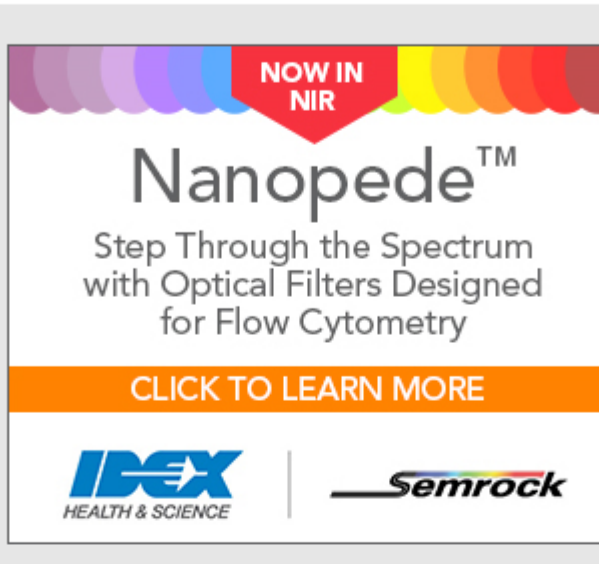 NOW IN
NIR
Nanopede™
Step Through the Spectrum
with Optical Filters Designed
for Flow Cytometry
CLICK TO LEARN MORE
IDEX
HEALTH & SCIENCE
Semrock